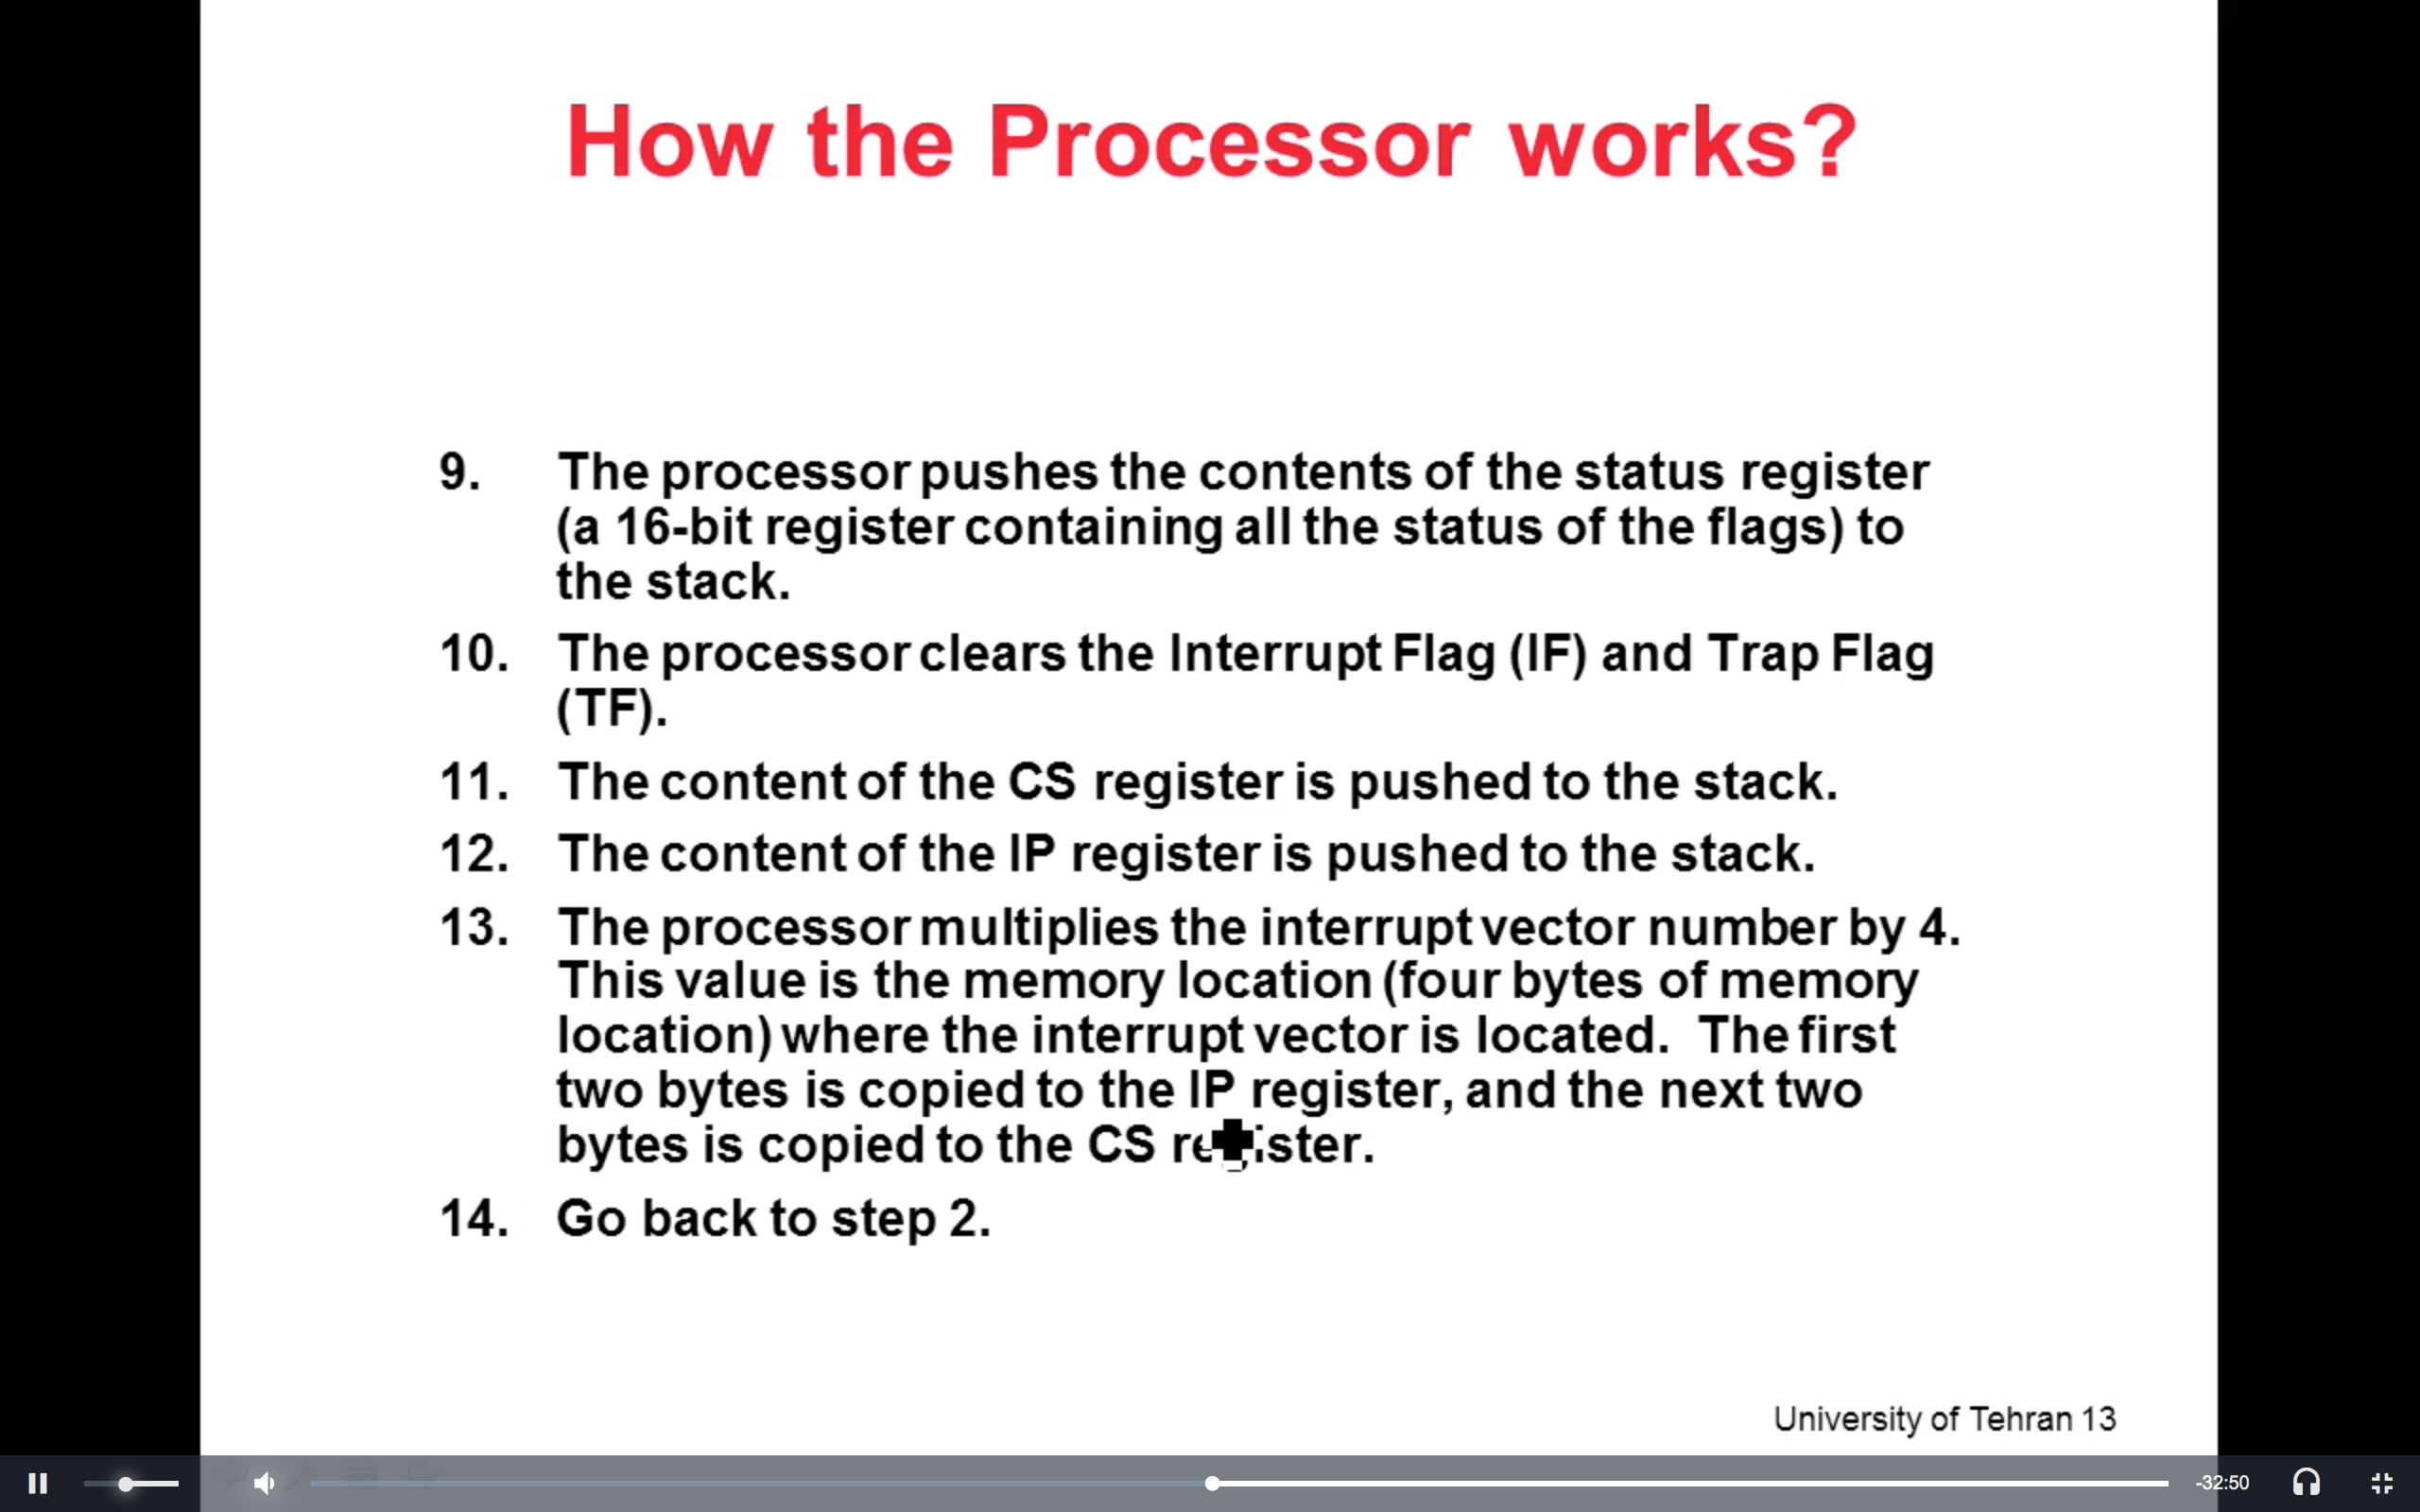 How the Processor works?
9. The processor pushes the contents of the status register
(a 16-bit register containing all the status of the flags) to
the stack.
10. The processor clears the Interrupt Flag (IF) and Trap Flag
(TF).
11. The content of the CS register is pushed to the stack.
12. The content of the IP register is pushed to the stack.
13. The processor multiplies the interrupt vector number by 4.
This value is the memory location (four bytes of memory
location) where the interrupt vector is located. The first
two bytes is copied to the IP register, and the next two
bytes is copied to the CS register.
14. Go back to step 2.
University of Tehran 13
-32:50